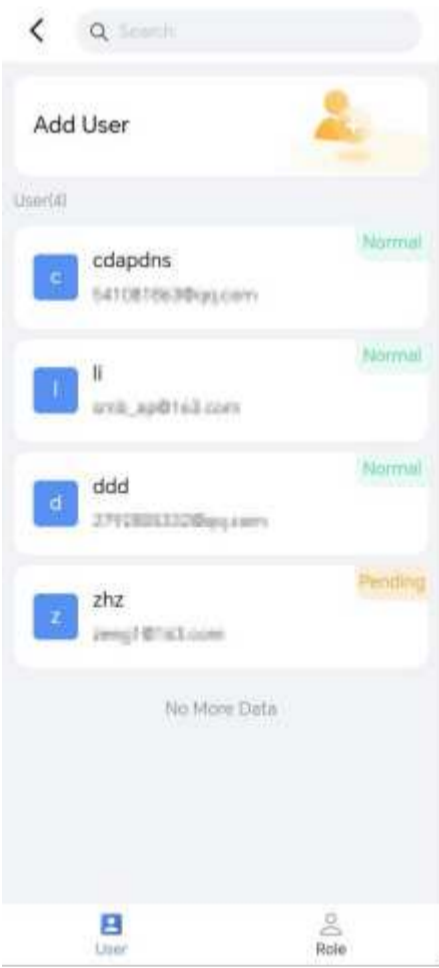 Search
Add User
User(4)
Normal
c
cdapdns
Normal
l
li
Normal
d
ddd
Pending
z
zhz
No More Data
User
Role